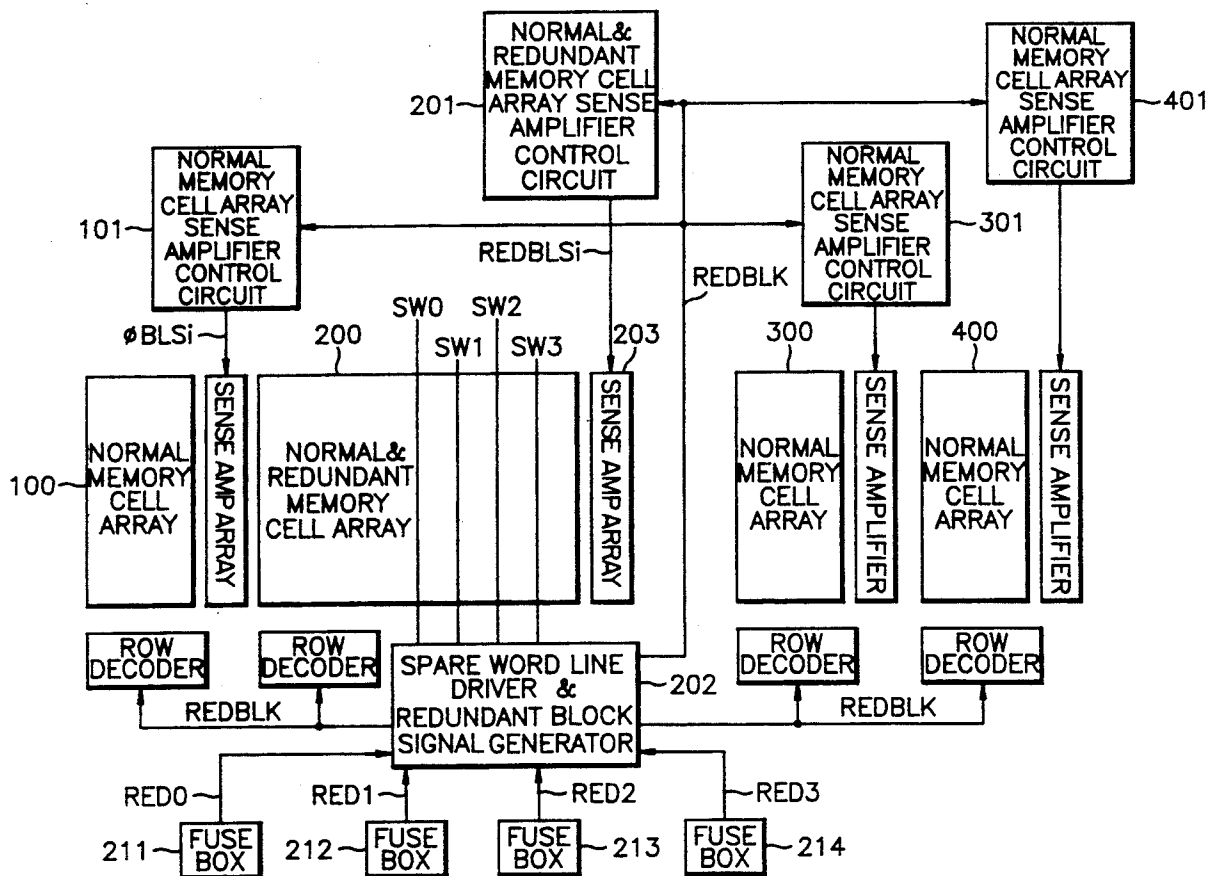 NORMAL&
REDUNDANT
MEMORY CELL
ARRAY SENSE
AMPLIFIER
CONTROL
CIRCUIT
201
NORMAL
MEMORY
CELL ARRAY
SENSE
AMPLIFIER
CONTROL
CIRCUIT
401
NORMAL
MEMORY
CELL ARRAY
SENSE
AMPLIFIER
CONTROL
CIRCUIT
101
NORMAL
MEMORY
CELL ARRAY
SENSE
AMPLIFIER
CONTROL
CIRCUIT
301
REDBLSi
REDBLK
øBLSi
SW0
SW2
SW1
SW3
200
203
300
400
100
NORMAL
MEMORY
CELL
ARRAY
SENSE AMP ARRAY
NORMAL&
REDUNDANT
MEMORY
CELL ARRAY
SENSE AMP ARRAY
NORMAL
MEMORY
CELL
ARRAY
SENSE AMPLIFIER
NORMAL
MEMORY
CELL
ARRAY
SENSE AMPLIFIER
ROW
DECODER
ROW
DECODER
SPARE WORD LINE
DRIVER &
REDUNDANT BLOCK
SIGNAL GENERATOR
202
ROW
DECODER
ROW
DECODER
REDBLK
REDBLK
RED0
RED1
RED2
RED3
211
FUSE
BOX
212
FUSE
BOX
FUSE
BOX
213
FUSE
BOX
214